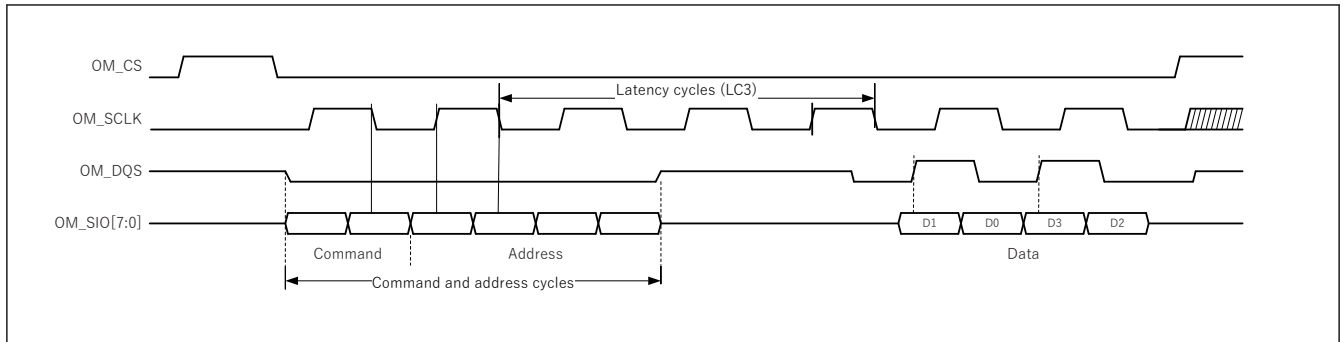 OM_CS
Latency cycles (LC3)
OM_SCLK
OM_DQS
OM_SIO[7:0]
D1 D0 D3 D2
Command Address Data
Command and address cycles